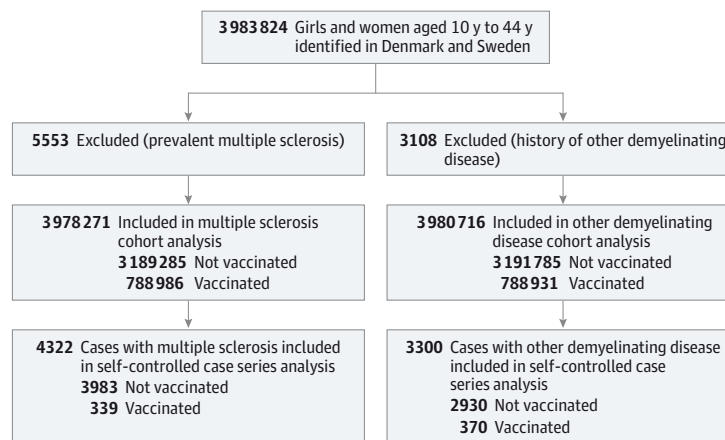 3 983 824 Girls and women aged 10 y to 44 y
identified in Denmark and Sweden
5553 Excluded (prevalent multiple sclerosis)
3108 Excluded (history of other demyelinating
disease)
3 978 271 Included in multiple sclerosis
cohort analysis
3 189 285 Not vaccinated
788 986 Vaccinated
3 980 716 Included in other demyelinating
disease cohort analysis
3 191 785 Not vaccinated
788 931 Vaccinated
4322 Cases with multiple sclerosis included
in self-controlled case series analysis
3983 Not vaccinated
339 Vaccinated
3300 Cases with other demyelinating disease
included in self-controlled case
series analysis
2930 Not vaccinated
370 Vaccinated